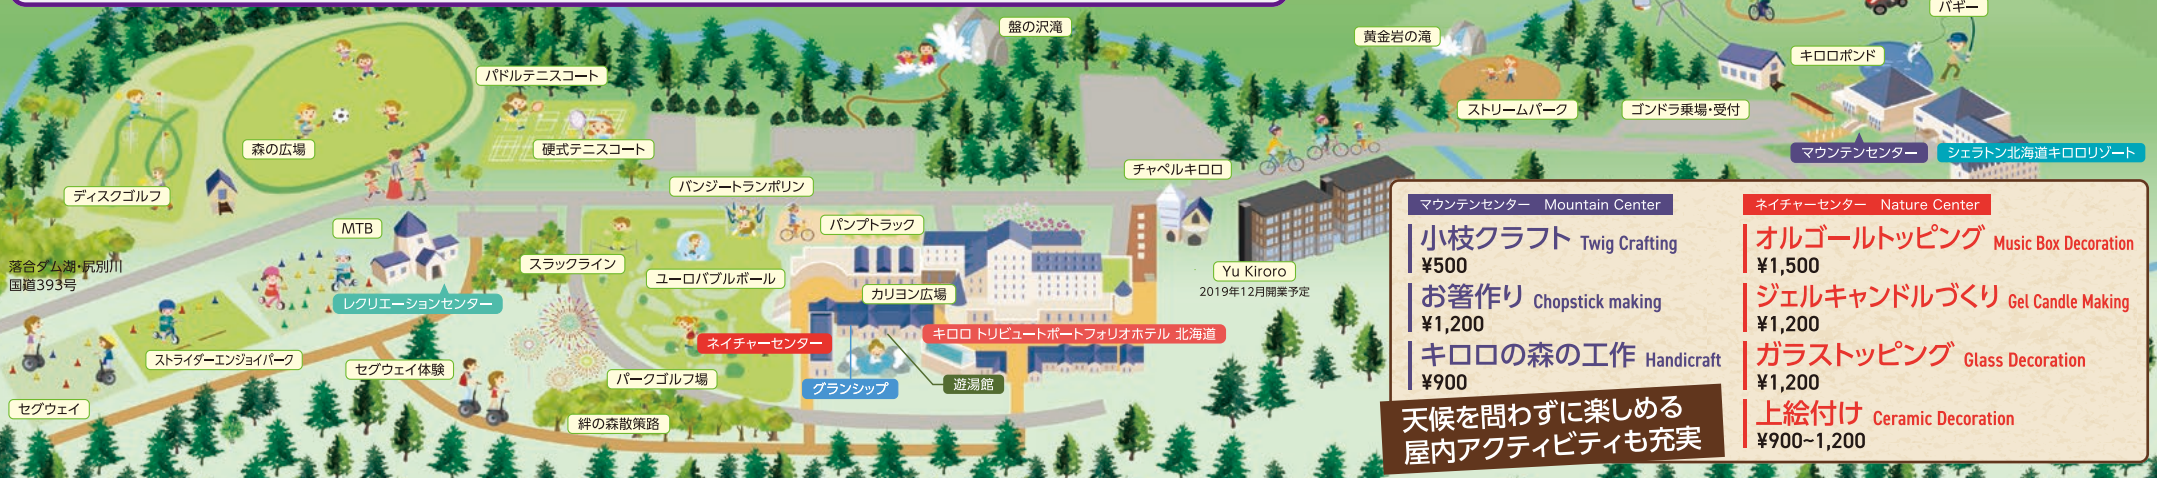 バギー
盤の沢滝
黄金岩の滝
キロロポンド
パドルテニスコート
ストリームパーク
ゴンドラ乗場・受付
森の広場
硬式テニスコート
マウンテンセンター
シェラトン北海道キロロリゾート
チャペルキロロ
バンジートランポリン
ディスクゴルフ
MTB
パンプトラック
落合ダム湖・尻別川
国道393号
スラックライン
ユーロバブルボール
Yu Kiroro
2019年12月開業予定
カリヨン広場
レクリエーションセンター
キロロ トリビュートポートフォリオホテル 北海道
ネイチャーセンター
ストライダーエンジョイパーク
セグウェイ体験
パークゴルフ場
グランシップ
遊湯館
セグウェイ
絆の森散策路
マウンテンセンター Mountain Center
小枝クラフト Twig Crafting
¥500
お箸作り Chopstick making
¥1,200
キロロの森の工作 Handicraft
¥900
ネイチャーセンター Nature Center
オルゴールトッピング Music Box Decoration
¥1,500
ジェルキャンドルづくり Gel Candle Making
¥1,200
ガラストッピング Glass Decoration
¥1,200
上絵付け Ceramic Decoration
¥900~1,200
天候を問わずに楽しめる
屋内アクティビティも充実